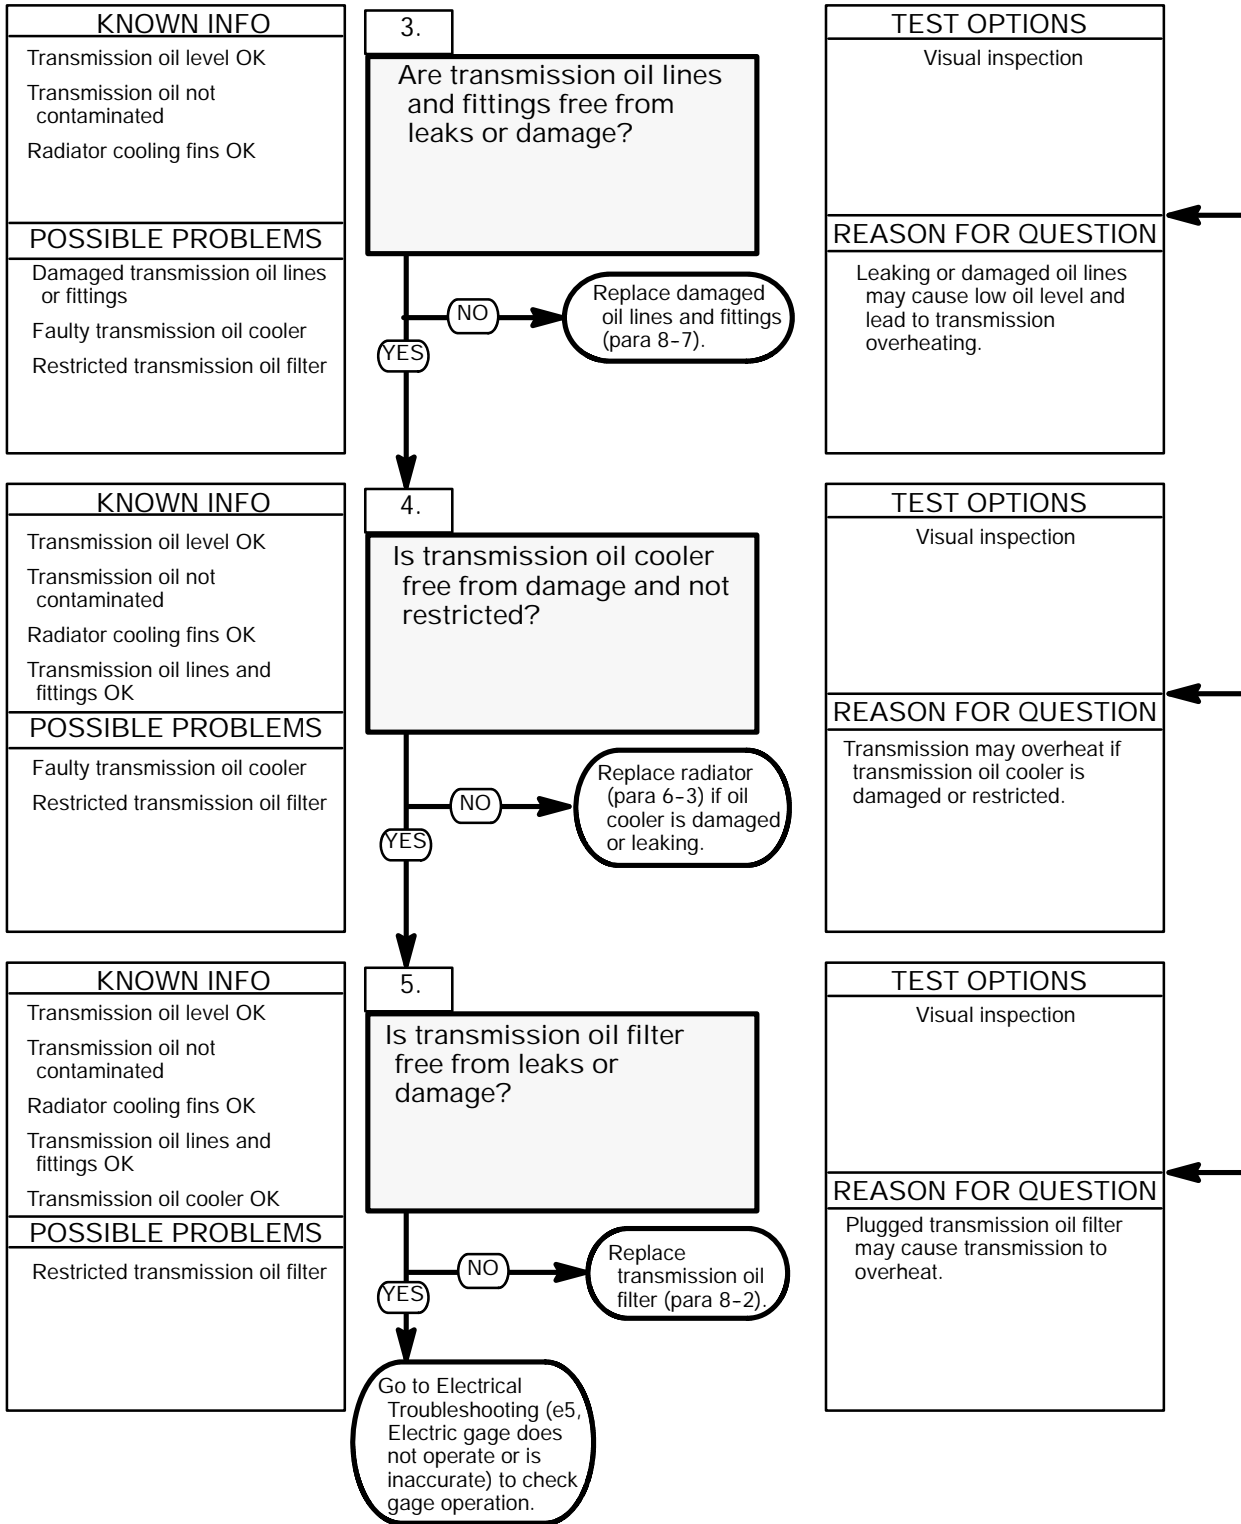 KNOWN INFO
Transmission oil level OK
Transmission oil not
contaminated
Radiator cooling fins OK
POSSIBLE PROBLEMS
Damaged transmission oil lines
or fittings
Faulty transmission oil cooler
Restricted transmission oil filter
3.
Are transmission oil lines
and fittings free from
leaks or damage?
NO
Replace damaged
oil lines and fittings
(para 8-7).
YES
TEST OPTIONS
Visual inspection
REASON FOR QUESTION
Leaking or damaged oil lines
may cause low oil level and
lead to transmission
overheating.
KNOWN INFO
Transmission oil level OK
Transmission oil not
contaminated
Radiator cooling fins OK
Transmission oil lines and
fittings OK
POSSIBLE PROBLEMS
Faulty transmission oil cooler
Restricted transmission oil filter
4.
Is transmission oil cooler
free from damage and not
restricted?
NO
Replace radiator
(para 6-3) if oil
cooler is damaged
or leaking.
YES
TEST OPTIONS
Visual inspection
REASON FOR QUESTION
Transmission may overheat if
transmission oil cooler is
damaged or restricted.
KNOWN INFO
Transmission oil level OK
Transmission oil not
contaminated
Radiator cooling fins OK
Transmission oil lines and
fittings OK
Transmission oil cooler OK
POSSIBLE PROBLEMS
Restricted transmission oil filter
5.
Is transmission oil filter
free from leaks or
damage?
NO
Replace
transmission oil
filter (para 8-2).
YES
Go to Electrical
Troubleshooting (e5,
Electric gage does
not operate or is
inaccurate) to check
gage operation.
TEST OPTIONS
Visual inspection
REASON FOR QUESTION
Plugged transmission oil filter
may cause transmission to
overheat.